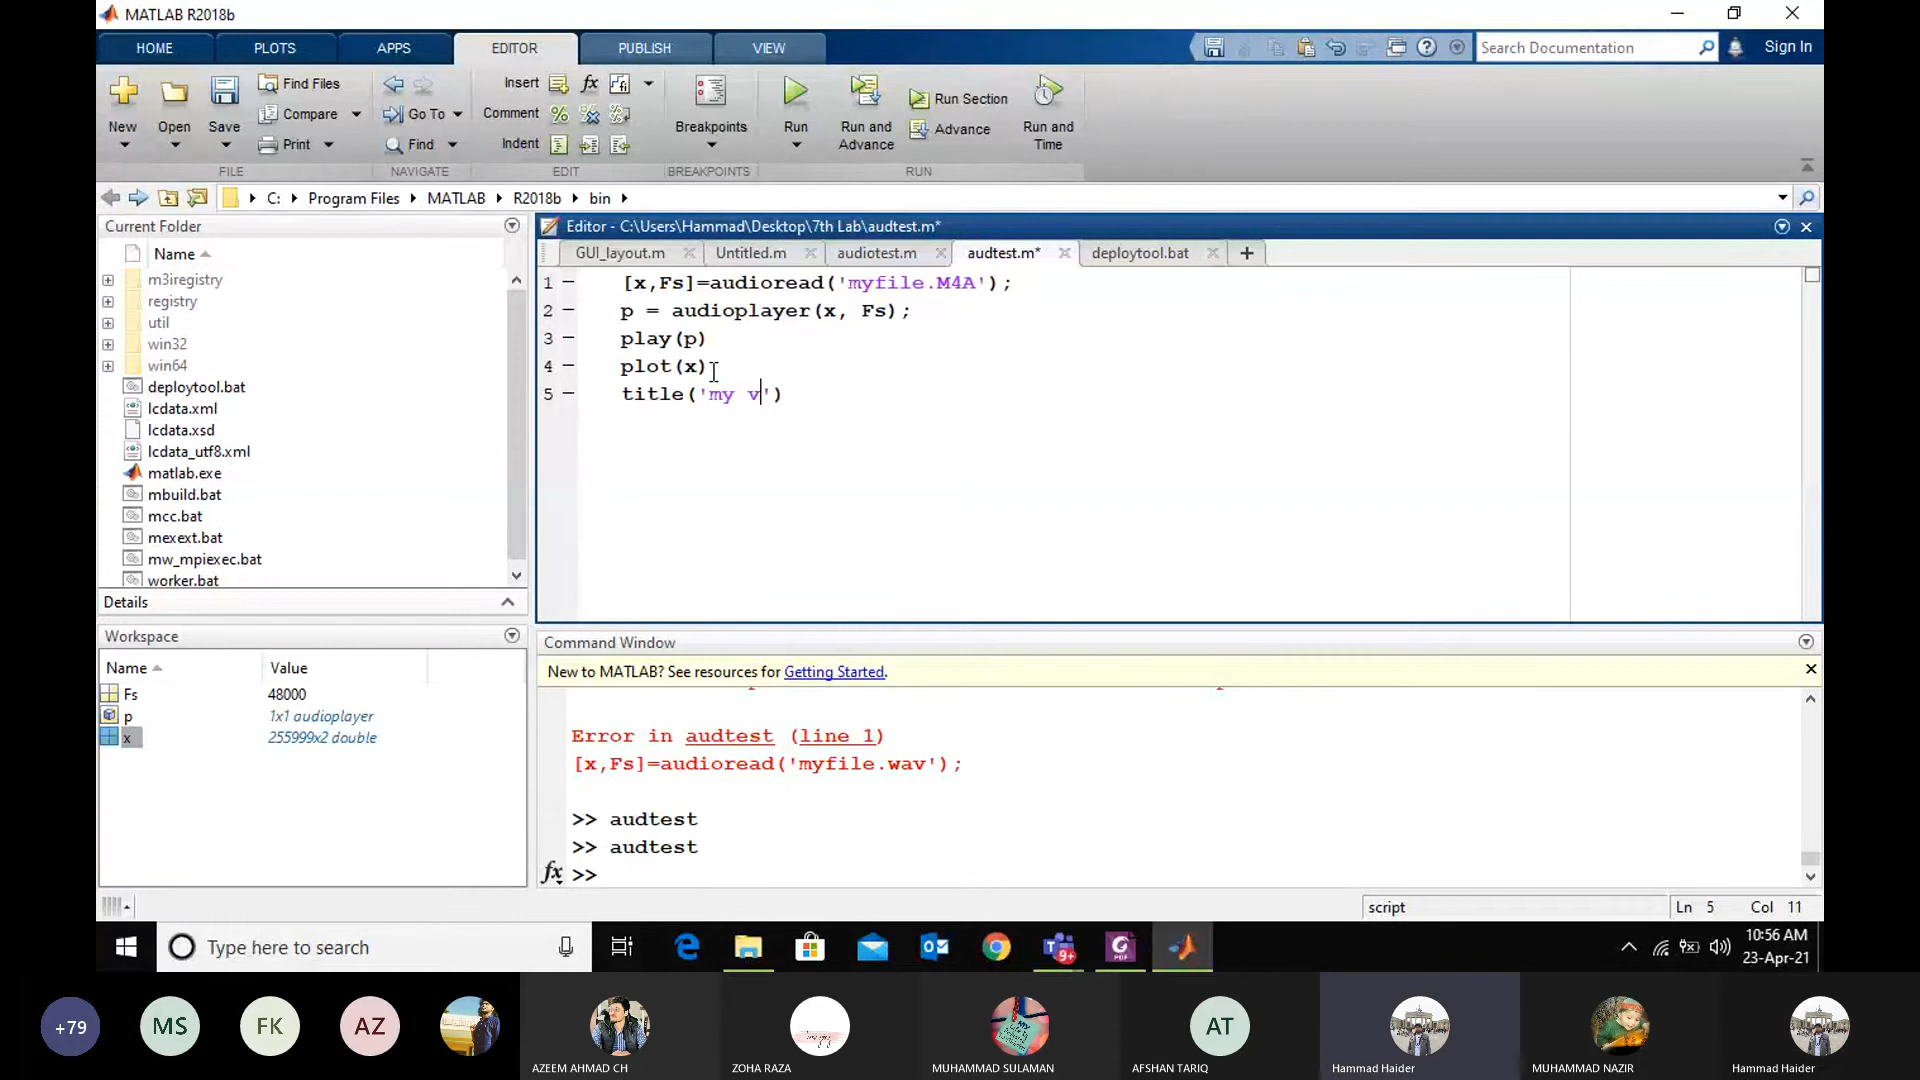 MATLAB R2018b
HOME PLOTS APPS EDITOR PUBLISH VIEW Search Documentation Sign In
New Open Save Find Files Compare Print Go To Find Insert Comment Indent fx Breakpoints Run Run and Advance Run Section Advance Run and Time
FILE NAVIGATE EDIT BREAKPOINTS RUN
C: Program Files MATLAB R2018b bin
Current Folder
Name
m3iregistry
registry
util
win32
win64
deploytool.bat
lcdata.xml
lcdata.xsd
lcdata_utf8.xml
matlab.exe
mbuild.bat
mcc.bat
mexext.bat
mw_mpiexec.bat
worker.bat
Details
Workspace
Name Value
Fs 48000
p 1x1 audioplayer
x 255999x2 double
Editor - C:\Users\Hammad\Desktop\7th Lab\audtest.m*
GUI_layout.m Untitled.m audiotest.m audtest.m* deploytool.bat
1 – [x,Fs]=audioread('myfile.M4A');
2 – p = audioplayer(x, Fs);
3 – play(p)
4 – plot(x)
5 – title('my v')
Command Window
New to MATLAB? See resources for Getting Started.
Error in audtest (line 1)
[x,Fs]=audioread('myfile.wav');
>> audtest
>> audtest
fx >>
script Ln 5 Col 11
Type here to search
9+
PDF
10:56 AM
23-Apr-21
+79 MS FK AZ AT
AZEEM AHMAD CH ZOHA RAZA MUHAMMAD SULAMAN AFSHAN TARIQ Hammad Haider MUHAMMAD NAZIR Hammad Haider